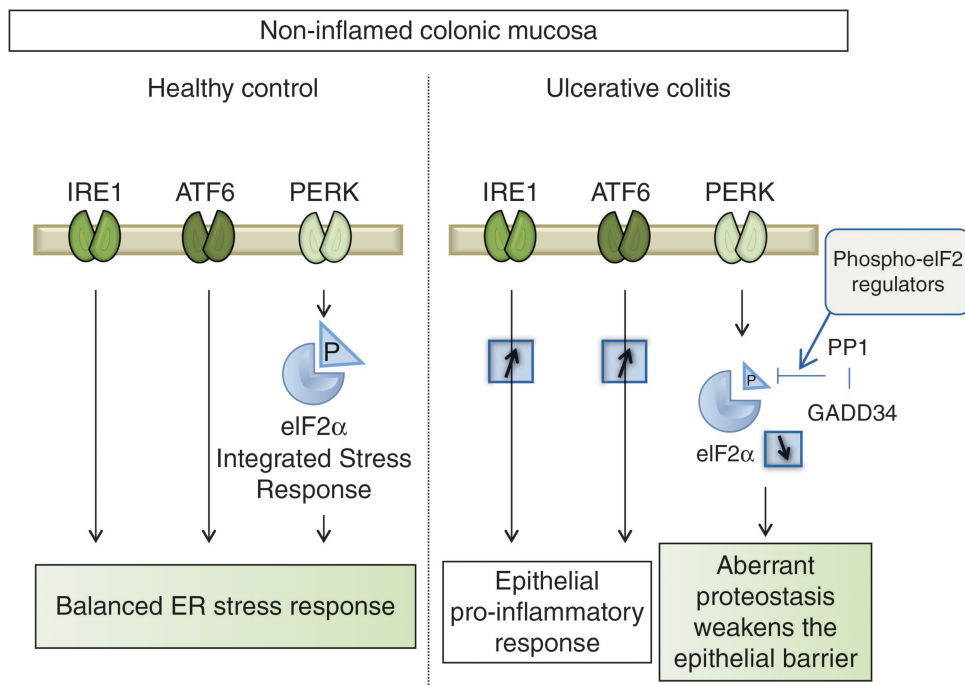 Non-inflamed colonic mucosa
Healthy control
IRE1
ATF6
PERK
P
eIF2α
Integrated Stress
Response
Balanced ER stress response
Ulcerative colitis
IRE1
ATF6
PERK
Phospho-eIF2
regulators
PP1
P
GADD34
eIF2α
Epithelial
pro-inflammatory
response
Aberrant
proteostasis
weakens the
epithelial barrier